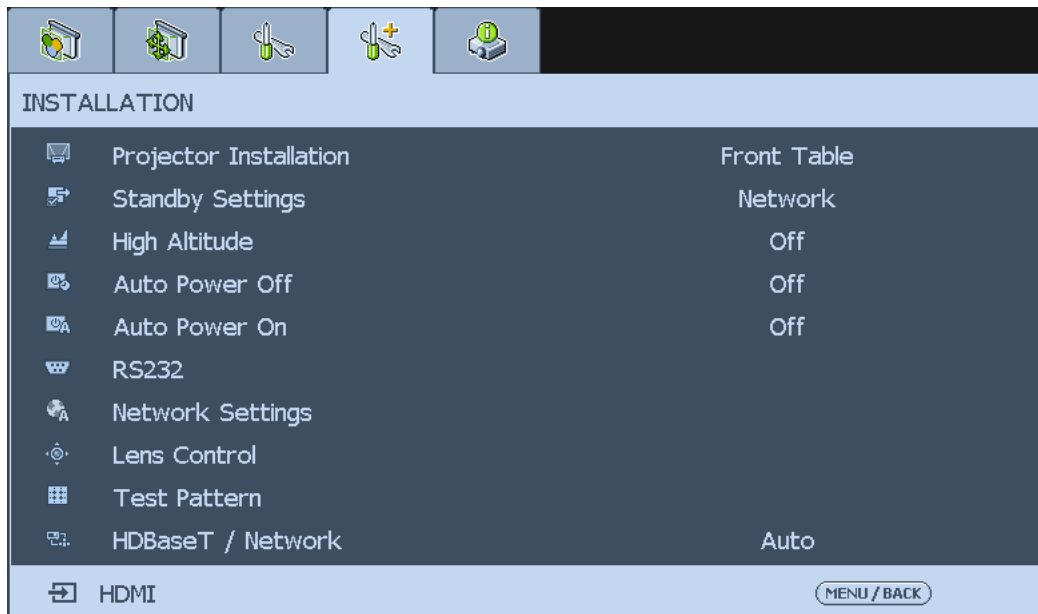 INSTALLATION
Projector Installation Front Table
Standby Settings Network
High Altitude Off
Auto Power Off Off
Auto Power On Off
RS232
Network Settings
Lens Control
Test Pattern
HDBaseT / Network Auto
HDMI MENU / BACK